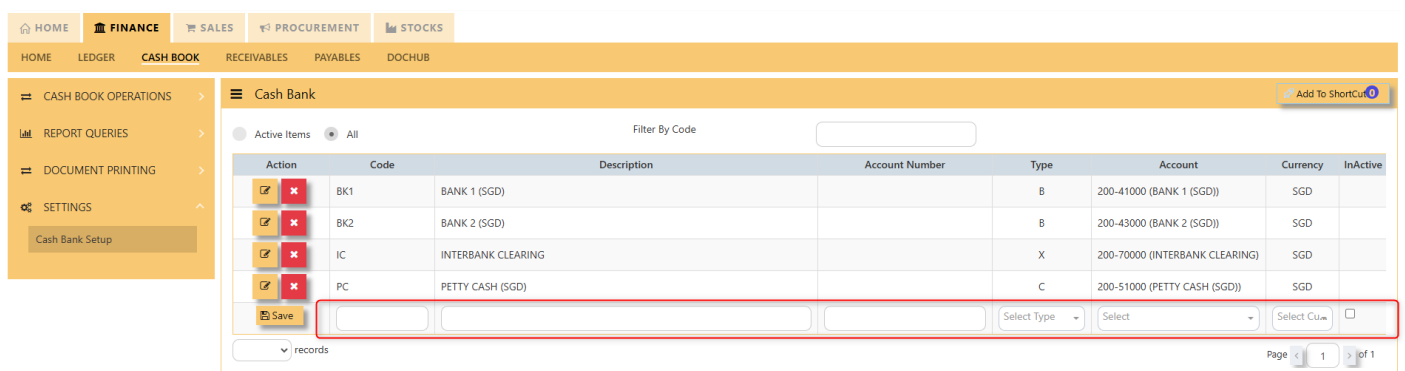 HOME FINANCE SALES PROCUREMENT STOCKS
HOME LEDGER CASH BOOK RECEIVABLES PAYABLES DOCHUB
CASH BOOK OPERATIONS
REPORT QUERIES
DOCUMENT PRINTING
SETTINGS
Cash Bank Setup
Cash Bank Add To ShortCut 0
Active Items All Filter By Code
Action Code Description Account Number Type Account Currency InActive
BK1 BANK 1 (SGD) B 200-41000 (BANK 1 (SGD)) SGD
BK2 BANK 2 (SGD) B 200-43000 (BANK 2 (SGD)) SGD
IC INTERBANK CLEARING X 200-70000 (INTERBANK CLEARING) SGD
PC PETTY CASH (SGD) C 200-51000 (PETTY CASH (SGD)) SGD
Save Select Type Select Select Cu
records Page 1 of 1